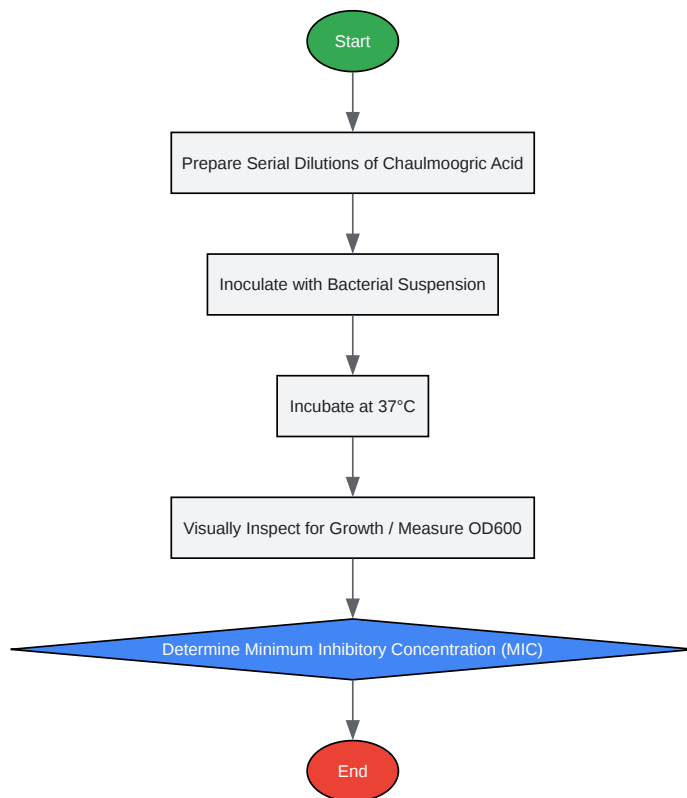 Start
Prepare Serial Dilutions of Chaulmoogric Acid
Inoculate with Bacterial Suspension
Incubate at 37°C
Visually Inspect for Growth / Measure OD600
Determine Minimum Inhibitory Concentration (MIC)
End